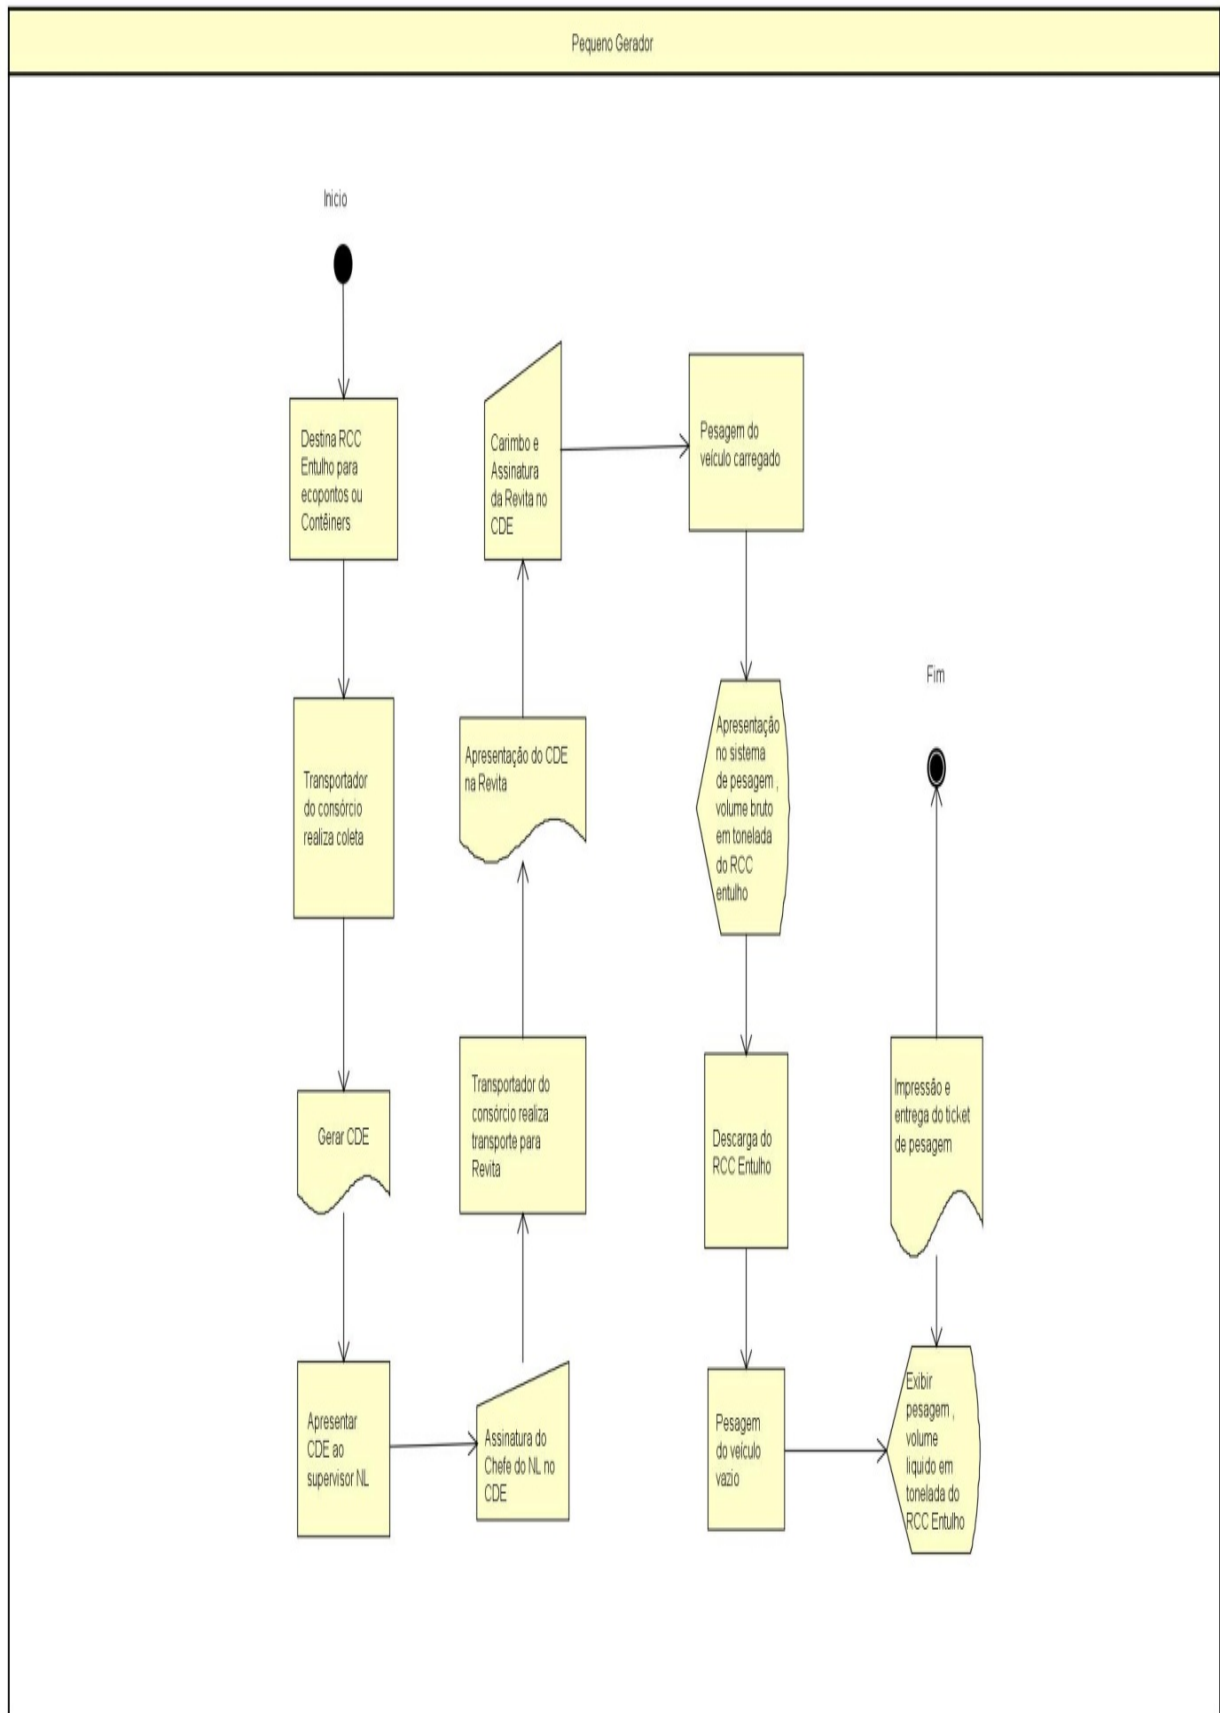 Pequeno Gerador
Inicio
Destina RCC
Entulho para
ecopontos ou
Contêiners
Transportador
do consórcio
realiza coleta
Gerar CDE
Apresentar
CDE ao
supervisor NL
Assinatura do
Chefe do NL no
CDE
Transportador do
consórcio realiza
transporte para
Revita
Apresentação do CDE
na Revita
Carimbo e
Assinatura
da Revita no
CDE
Pesagem do
veículo carregado
Apresentação
no sistema
de pesagem ,
volume bruto
em tonelada
do RCC
entulho
Descarga do
RCC Entulho
Pesagem
do veículo
vazio
Exibir
pesagem ,
volume
liquido em
tonelada do
RCC Entulho
Impressão e
entrega do ticket
de pesagem
Fim